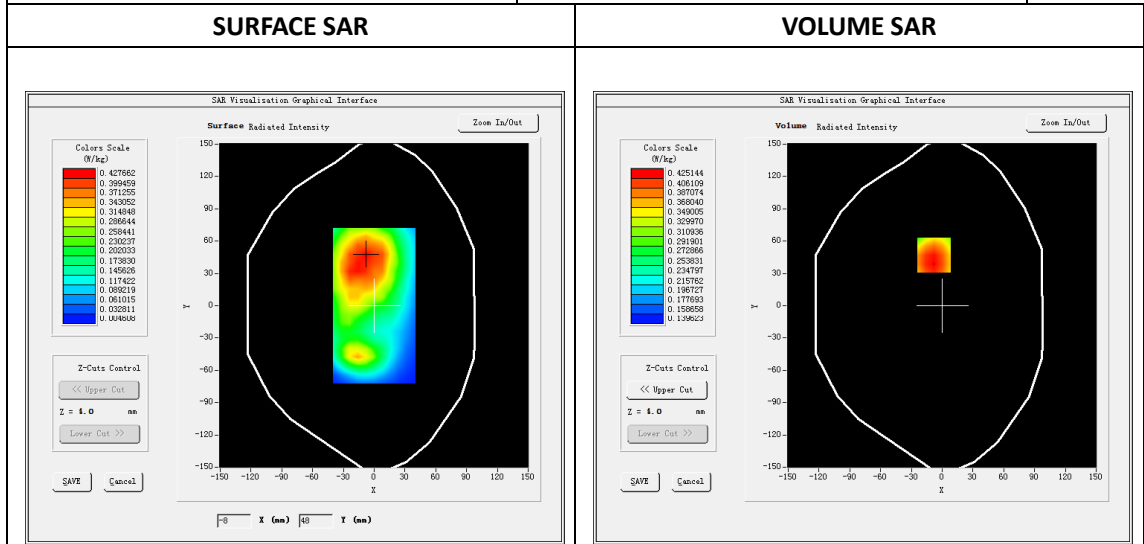 SURFACE SAR
SAR Visualisation Graphical Interface
Surface Radiated Intensity
Zoom In/Out
Colors Scale
(W/kg)
0.427662
0.399459
0.371255
0.343052
0.314848
0.286644
0.258441
0.230237
0.202033
0.173830
0.145626
0.117422
0.089219
0.061015
0.032811
0.004608
150
120
90
60
30
0
-30
-60
-90
-120
-150
Y
-150 -120 -90 -60 -30 0 30 60 90 120 150
X
Z-Cuts Control
<< Upper Cut
Z = 4.0 mm
Lower Cut >>
SAVE Cancel
-8 X (mm) 48 Y (mm)
VOLUME SAR
SAR Visualisation Graphical Interface
Volume Radiated Intensity
Zoom In/Out
Colors Scale
(W/kg)
0.425144
0.406109
0.387074
0.368040
0.349005
0.329970
0.310936
0.291901
0.272866
0.253831
0.234797
0.215762
0.196727
0.177693
0.158658
0.139623
150
120
90
60
30
0
-30
-60
-90
-120
-150
Y
-150 -120 -90 -60 -30 0 30 60 90 120 150
X
Z-Cuts Control
<< Upper Cut
Z = 4.0 mm
Lower Cut >>
SAVE Cancel